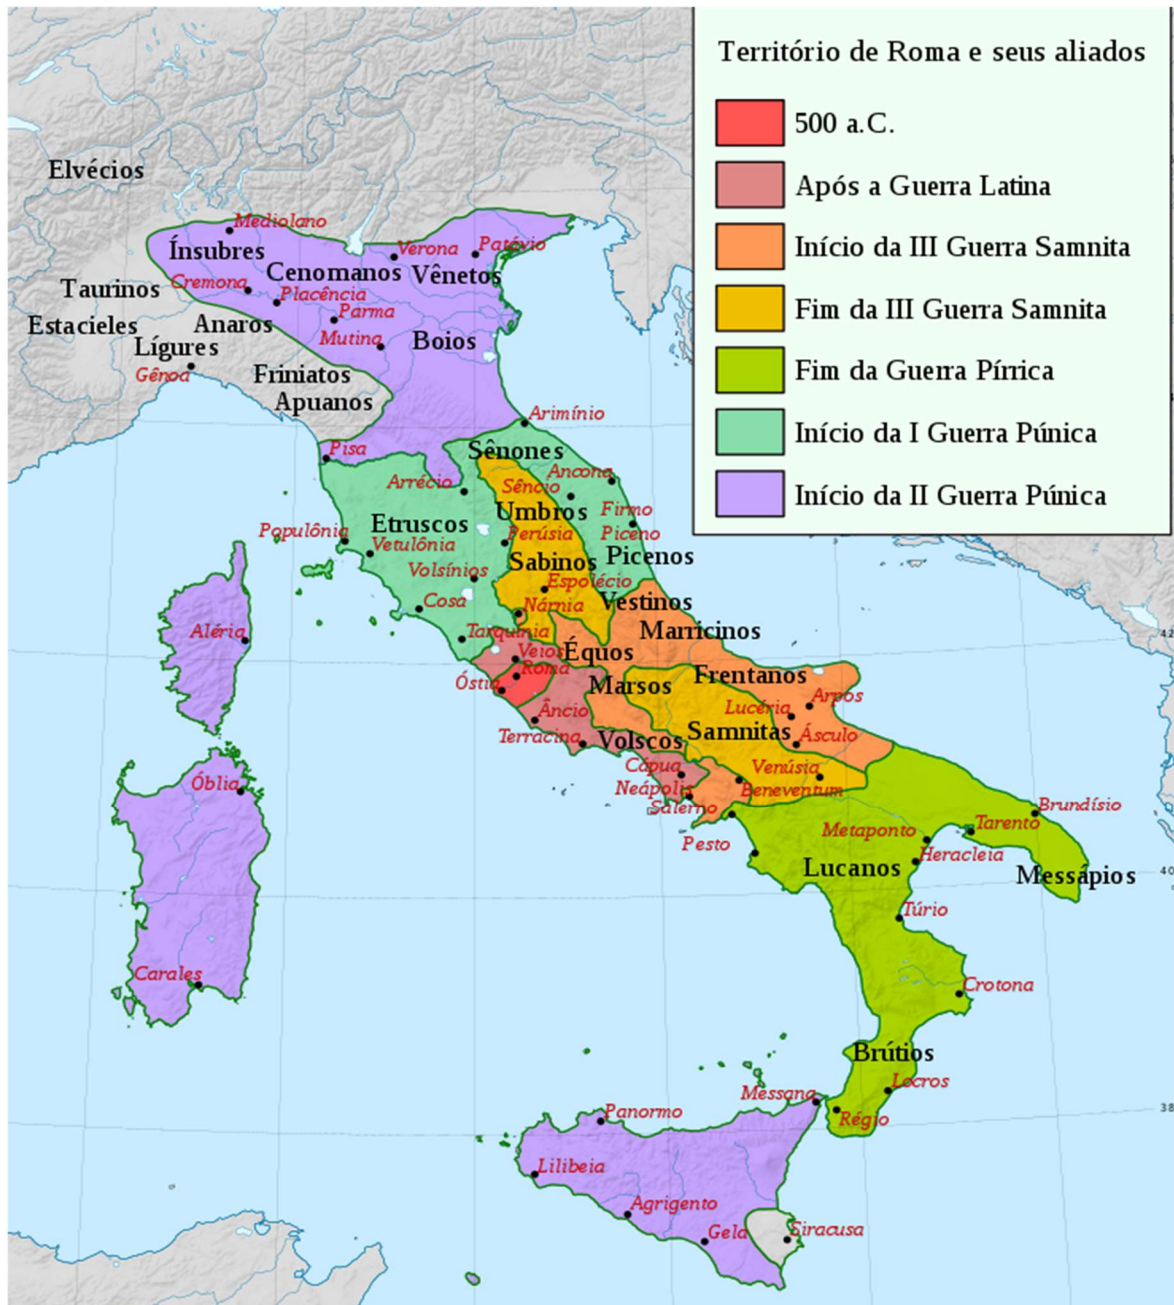 Território de Roma e seus aliados
500 a.C.
Após a Guerra Latina
Início da III Guerra Samnita
Fim da III Guerra Samnita
Fim da Guerra Pírrica
Início da I Guerra Púnica
Início da II Guerra Púnica
Elvécios
Mediolano
Ínsubres
Verona
Patávio
Cenomanos
Vênetos
Taurinos
Cremona
Placência
Estacieles
Anaros
Parma
Lígures
Mutina
Boios
Gênoa
Friniatos
Apuanos
Arimínio
Pisa
Sênones
Arrécio
Ancona
Sêncio
Etruscos
Umbros
Firmo
Piceno
Populônia
Vetulônia
Perúsia
Picenos
Volsínios
Sabinos
Espolécio
Cosa
Nárnia
Vestinos
Aléria
Tarquínia
Marricinos
42
Veios
Équos
Roma
Óstia
Marsos
Frentanos
Arpos
Lucéria
Âncio
Terracina
Volscos
Samnitas
Ásculo
Cápua
Venúsia
Óblia
Neápolis
Beneventum
Salerno
Brundísio
Pesto
Metaponto
Tarento
Heracleia
Lucanos
Messápios
40
Túrio
Carales
Crotona
Brútios
Locros
Messana
Régio
38
Panormo
Lilibeia
Agrigento
Gela
Siracusa